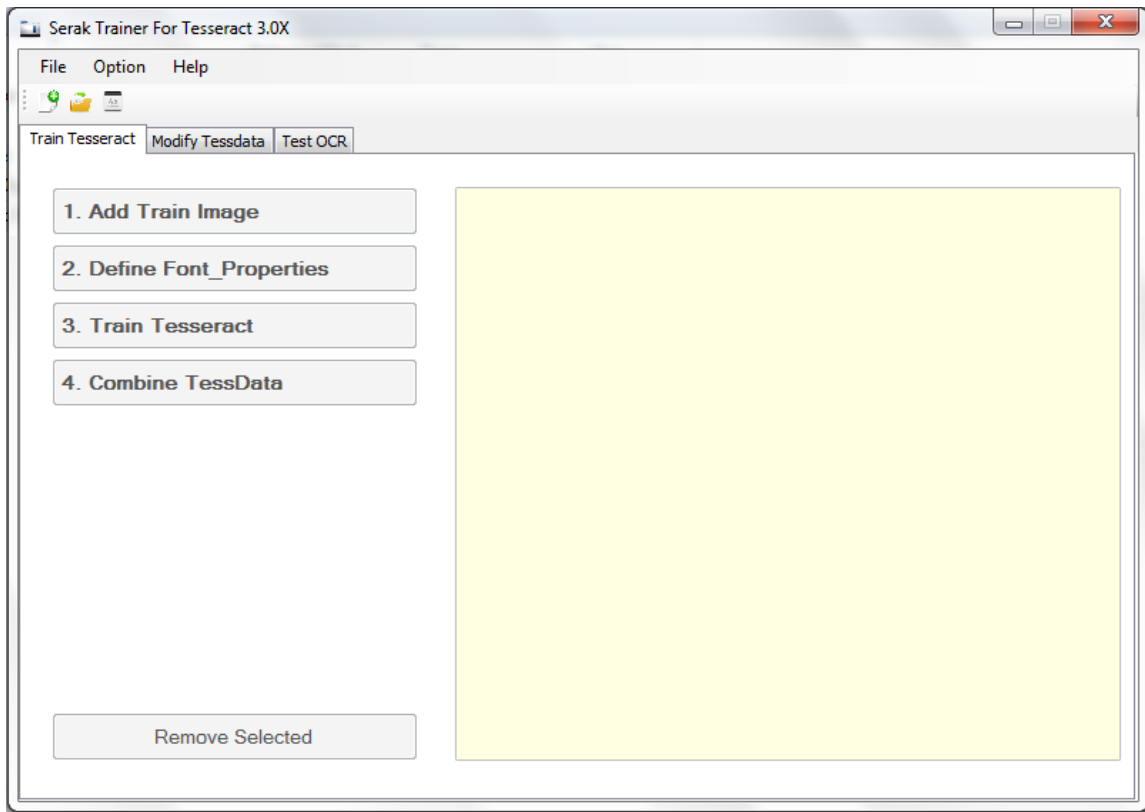 Serak Trainer For Tesseract 3.0X
File Option Help
Train Tesseract Modify Tessdata Test OCR
1. Add Train Image
2. Define Font_Properties
3. Train Tesseract
4. Combine TessData
Remove Selected